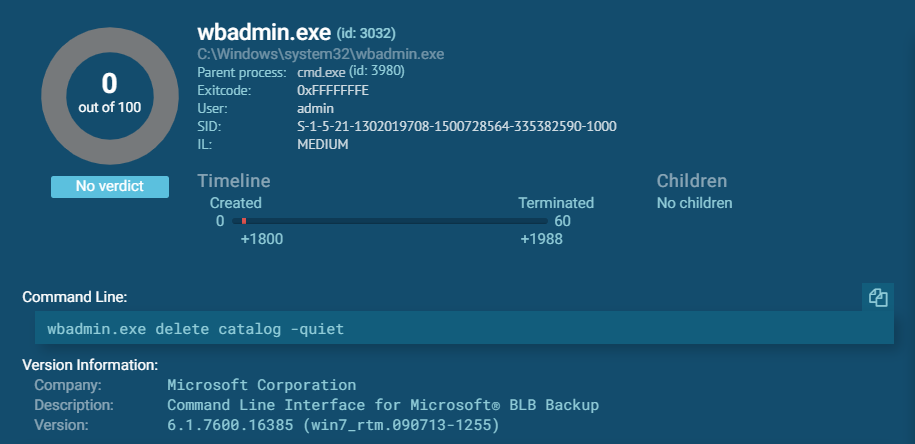 wbadmin.exe (id: 3032)
C:\Windows\system32\wbadmin.exe
Parent process: cmd.exe (id: 3980)
Exitcode: 0xFFFFFFFE
User: admin
SID: S-1-5-21-1302019708-1500728564-335382590-1000
IL: MEDIUM
0
out of 100
No verdict
Timeline
Created Terminated
0 60
+1800 +1988
Children
No children
Command Line:
wbadmin.exe delete catalog -quiet
Version Information:
Company: Microsoft Corporation
Description: Command Line Interface for Microsoft® BLB Backup
Version: 6.1.7600.16385 (win7_rtm.090713-1255)